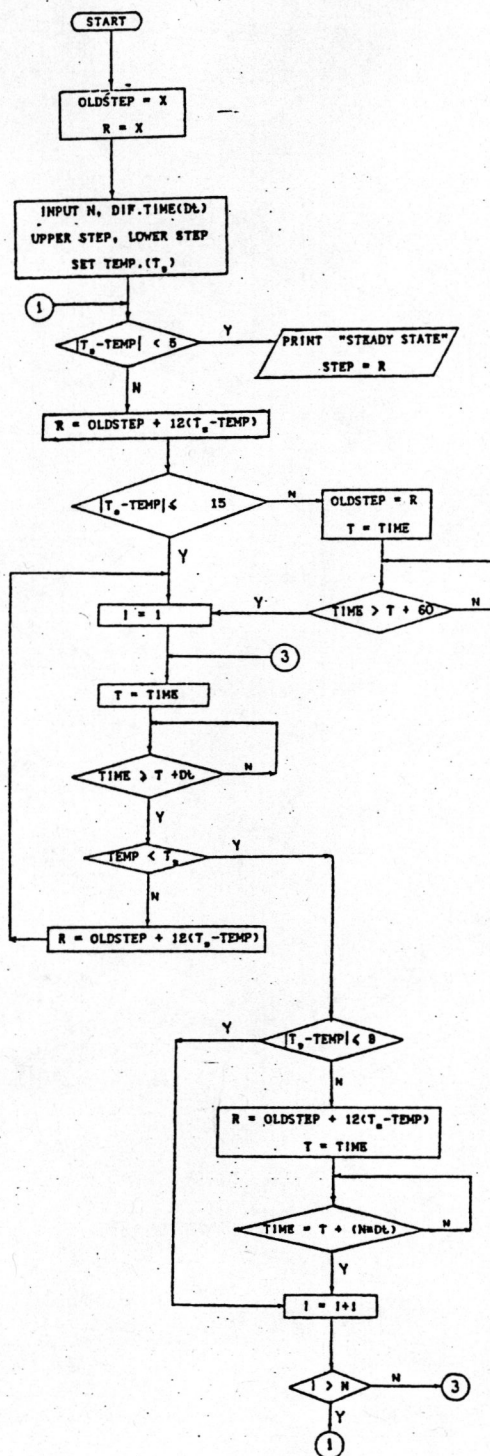 START
OLDSTEP = X
R = X
INPUT N, DIF.TIME(Dt)
UPPER STEP, LOWER STEP
SET TEMP.(Tₛ)
1
|Tₛ-TEMP| < 5
Y
PRINT "STEADY STATE"
STEP = R
N
R = OLDSTEP + 12(Tₛ-TEMP)
|Tₛ-TEMP| ≤ 15
N
OLDSTEP = R
T = TIME
Y
I = 1
Y
TIME > T + 60
N
3
T = TIME
TIME ≥ T +Dt
N
Y
TEMP < Tₛ
Y
N
R = OLDSTEP + 12(Tₛ-TEMP)
Y
|Tₛ-TEMP| ≤ 8
N
R = OLDSTEP + 12(Tₛ-TEMP)
T = TIME
TIME = T + (N*Dt)
N
Y
I = I+1
I > N
N
3
Y
1